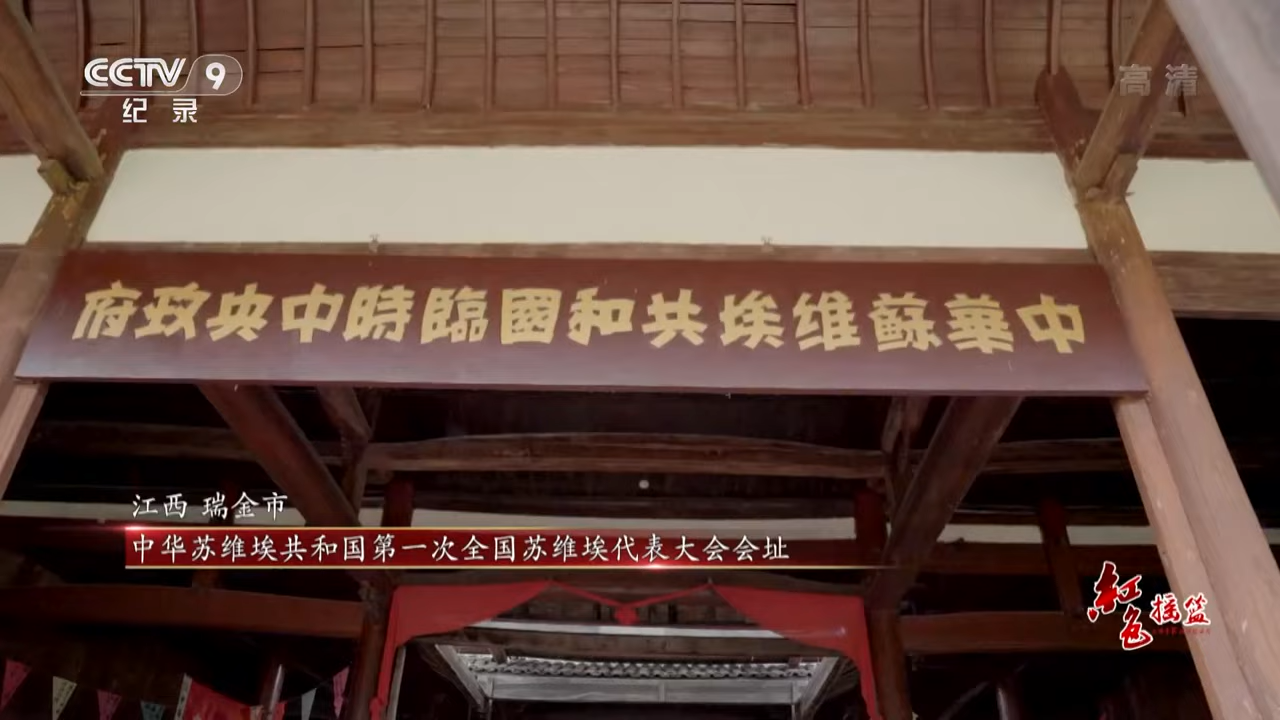 CCTV 9
纪录
高清
中華蘇维埃共和國臨時中央政府
江西 瑞金市
中华苏维埃共和国第一次全国苏维埃代表大会会址
红色摇篮